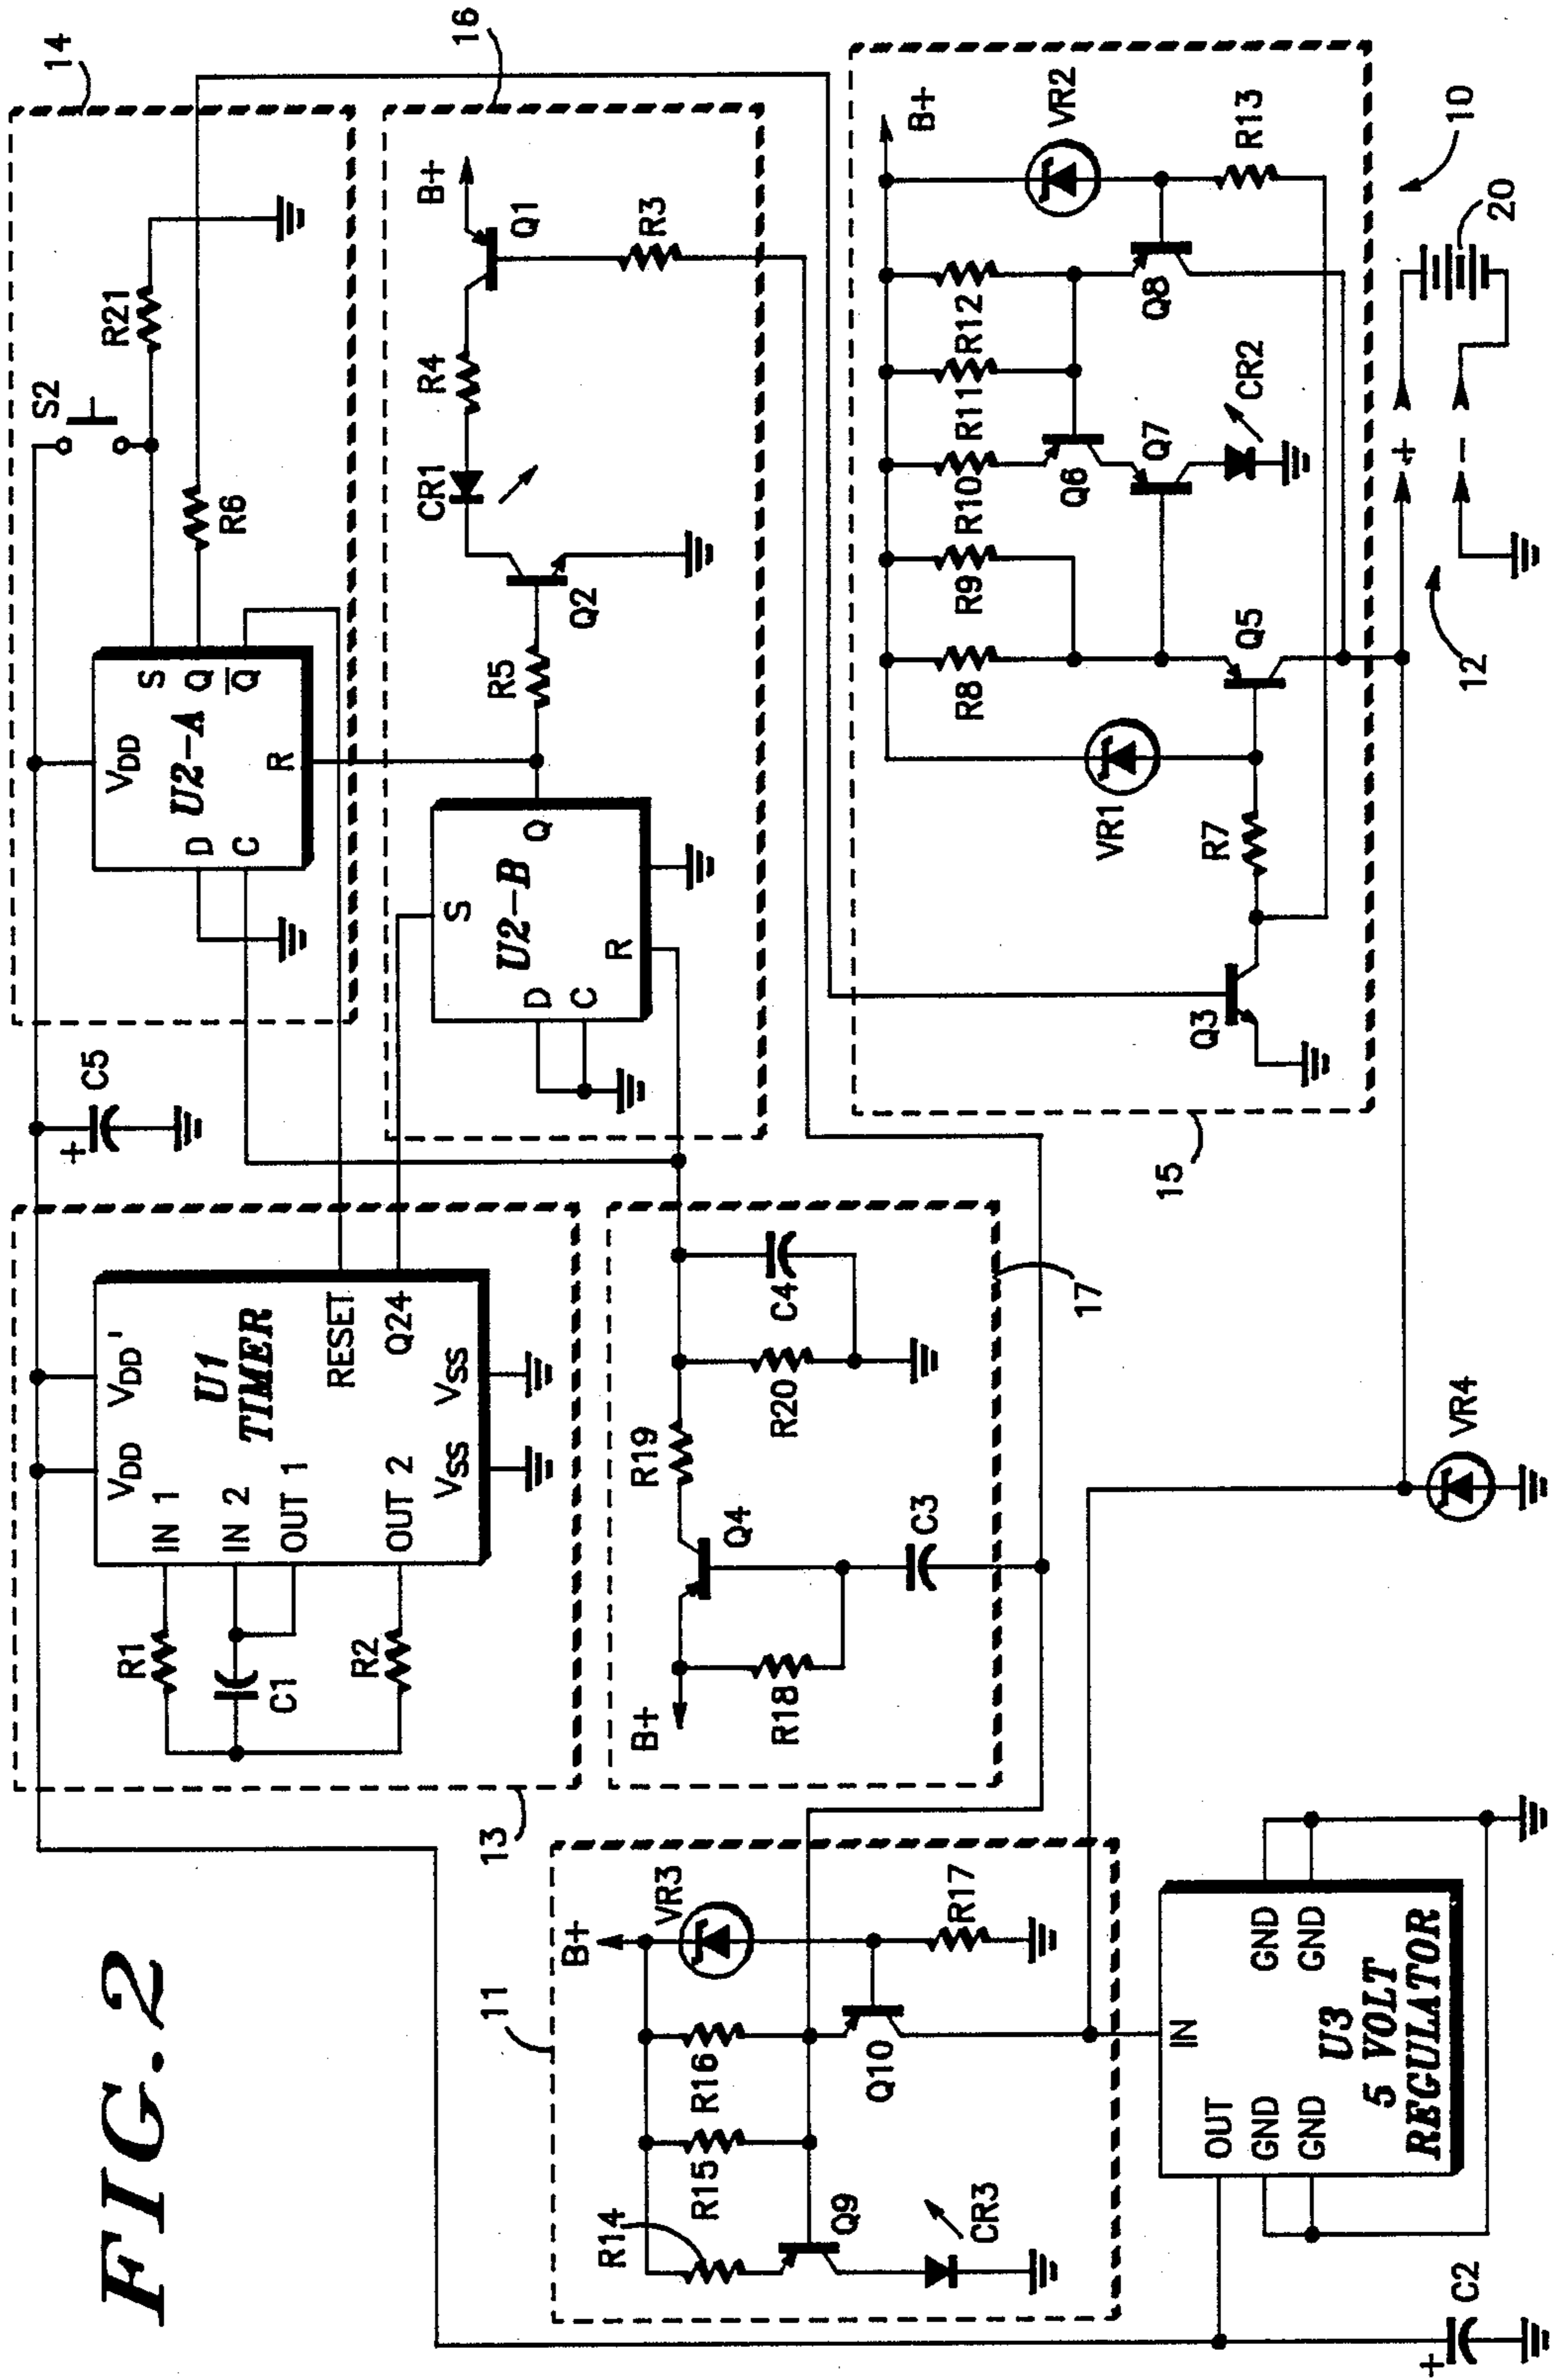 FIG. 2
14
S2
R21
VDD
U2-A
S
Q
Q
D
C
R
R6
C5
+
16
B+
Q1
R3
R4
CR1
Q2
R5
S
Q
U2-B
D
C
R
13
VDD
VDD'
IN 1
IN 2
OUT 1
OUT 2
U1
TIMER
RESET
Q24
VSS
VSS
R1
C1
R2
17
B+
R18
Q4
C3
R19
R20
C4
15
B+
VR2
R13
R12
R11
R10
R9
R8
Q8
Q6
Q7
CR2
Q5
VR1
R7
Q3
10
20
12
+
−
11
B+
VR3
R17
R16
R15
R14
Q10
Q9
CR3
VR4
IN
OUT
GND
GND
GND
GND
U3
5 VOLT
REGULATOR
C2
+